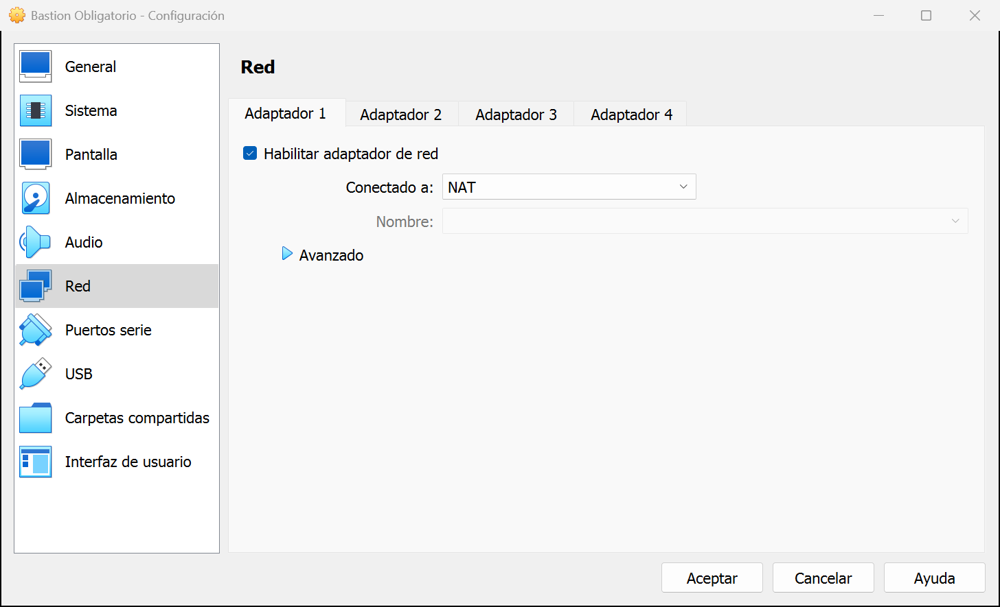 Bastion Obligatorio - Configuración
General
Sistema
Pantalla
Almacenamiento
Audio
Red
Puertos serie
USB
Carpetas compartidas
Interfaz de usuario
Red
Adaptador 1
Adaptador 2
Adaptador 3
Adaptador 4
Habilitar adaptador de red
Conectado a: NAT
Nombre:
Avanzado
Aceptar
Cancelar
Ayuda